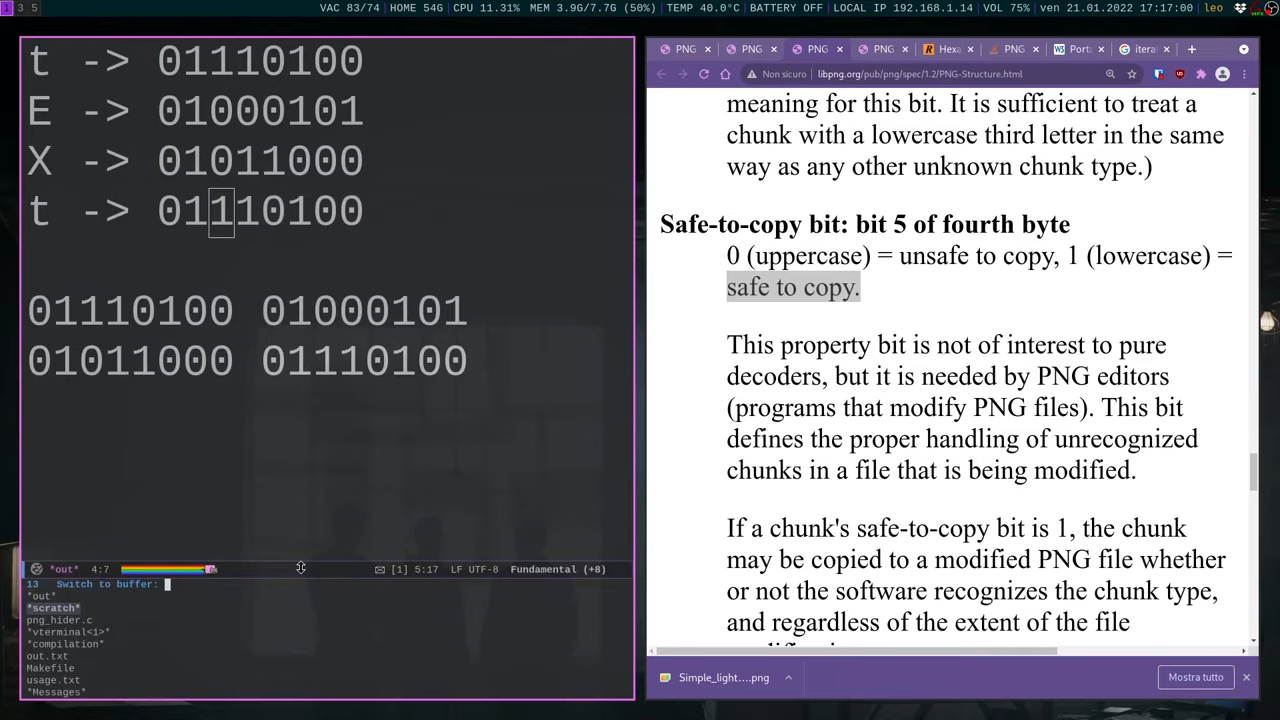 1 3 5 VAC 83/74 | HOME 54G | CPU 11.31% MEM 3.9G/7.7G (50%) | TEMP 40.0°C | BATTERY OFF | LOCAL IP 192.168.1.14 | VOL 75% | ven 21.01.2022 17:17:00 | leo
t -> 01110100
E -> 01000101
X -> 01011000
t -> 01110100
01110100 01000101
01011000 01110100
*out* 4:7 [1] 5:17 LF UTF-8 Fundamental (+8)
13 Switch to buffer:
*out*
*scratch*
png_hider.c
*vterminal<1>*
*compilation*
out.txt
Makefile
usage.txt
*Messages*
PNG × PNG × PNG × PNG × Hexa × PNG × Porta × iteral × +
Non sicuro | libpng.org/pub/png/spec/1.2/PNG-Structure.html
meaning for this bit. It is sufficient to treat a
chunk with a lowercase third letter in the same
way as any other unknown chunk type.)
Safe-to-copy bit: bit 5 of fourth byte
0 (uppercase) = unsafe to copy, 1 (lowercase) =
safe to copy.
This property bit is not of interest to pure
decoders, but it is needed by PNG editors
(programs that modify PNG files). This bit
defines the proper handling of unrecognized
chunks in a file that is being modified.
If a chunk's safe-to-copy bit is 1, the chunk
may be copied to a modified PNG file whether
or not the software recognizes the chunk type,
and regardless of the extent of the file
Simple_light....png
Mostra tutto